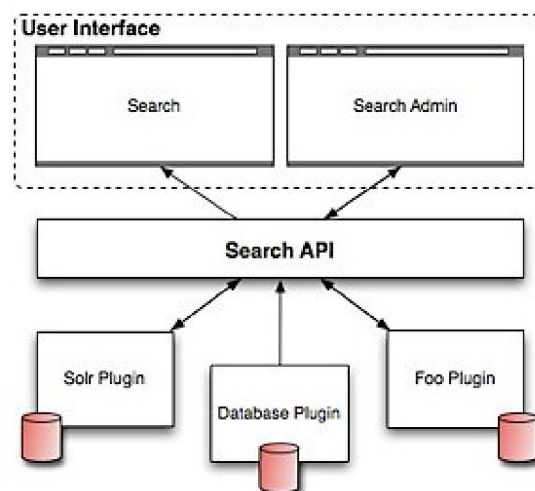 User Interface
Search
Search Admin
Search API
Solr Plugin
Database Plugin
Foo Plugin